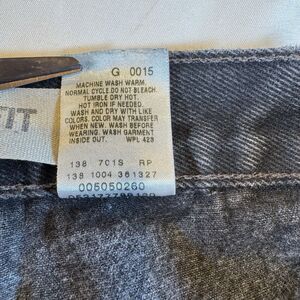 G 0015
MACHINE WASH WARM.
NORMAL CYCLE.DO NOT BLEACH.
TUMBLE DRY HOT.
HOT IRON IF NEEDED.
WASH AND DRY WITH LIKE
COLORS. COLOR MAY TRANSFER
WHEN NEW. WASH BEFORE
WEARING. WASH GARMENT
INSIDE OUT. WPL 423
138 701S RP
138 1004 361327
005050260